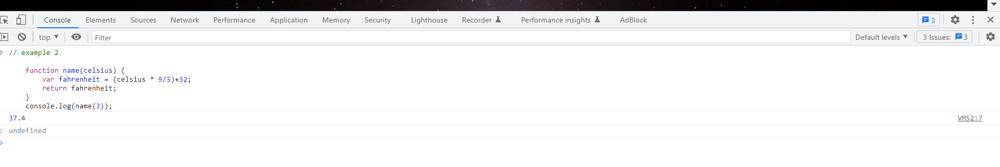 Console Elements Sources Network Performance Application Memory Security Lighthouse Recorder Performance insights AdBlock 3
top Filter Default levels 3 Issues: 3
// example 2
function name(celsius) {
var fahrenheit = (celsius * 9/5)+32;
return fahrenheit;
}
console.log(name(3));
37.4 VM52:7
undefined